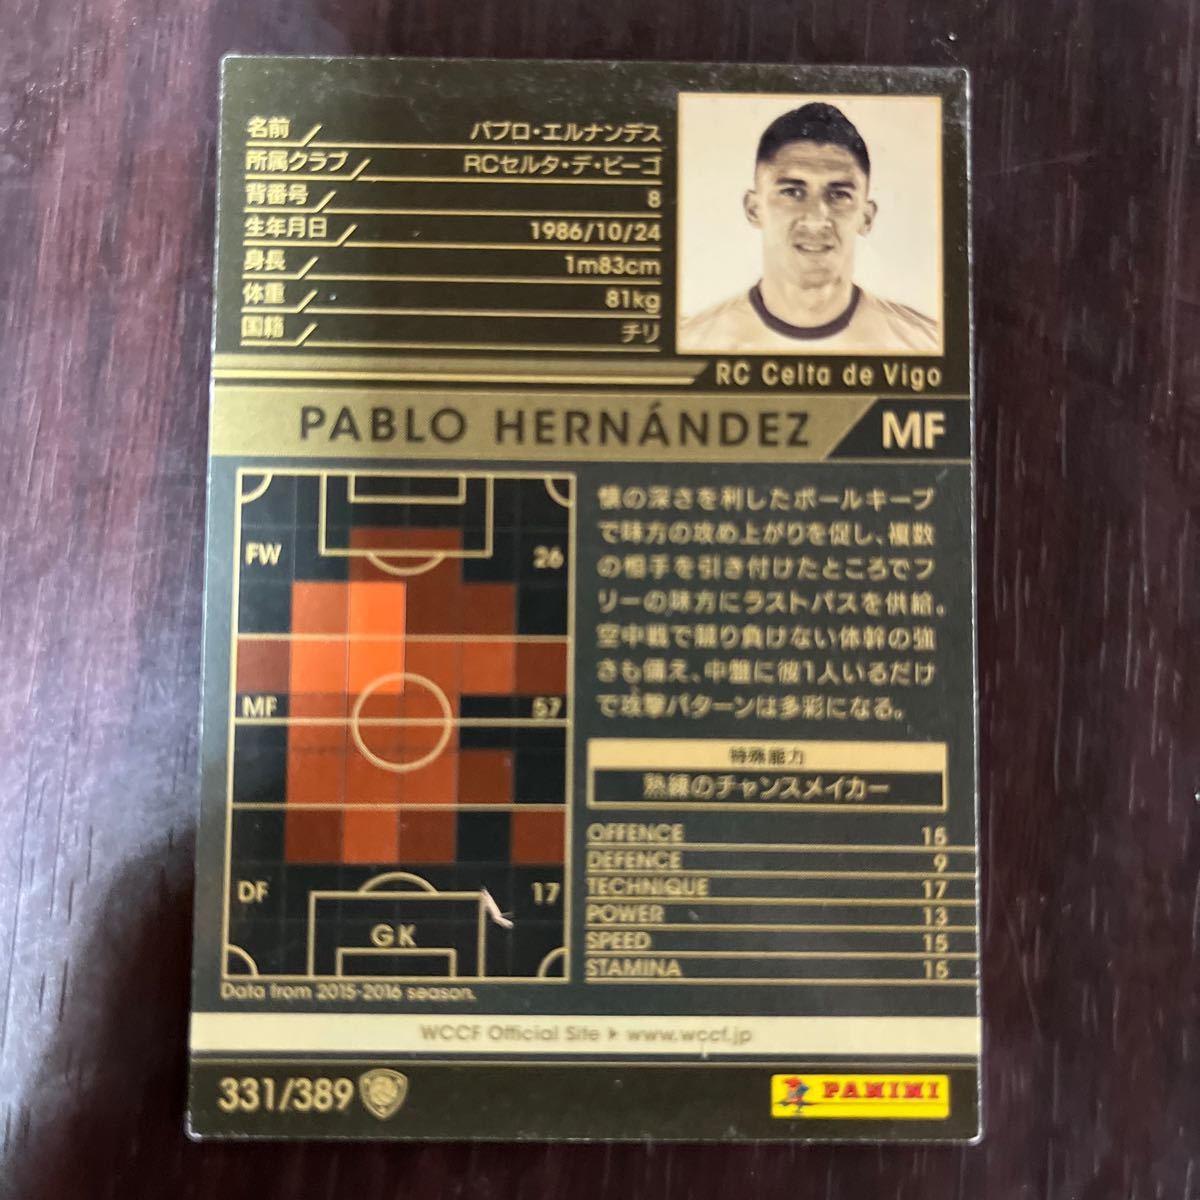 名前 パブロ・エルナンデス
所属クラブ RCセルタ・デ・ビーゴ
背番号 8
生年月日 1986/10/24
身長 1m83cm
体重 81kg
国籍 チリ
RC Celta de Vigo
PABLO HERNÁNDEZ MF
FW 26
MF 57
DF 17
GK
Data from 2015-2016 season.
懐の深さを利したボールキープ
で味方の攻め上がりを促し、複数
の相手を引き付けたところでフ
リーの味方にラストパスを供給。
空中戦で競り負けない体幹の強
さも備え、中盤に彼1人いるだけ
で攻撃パターンは多彩になる。
特殊能力
熟練のチャンスメイカー
OFFENCE 15
DEFENCE 9
TECHNIQUE 17
POWER 13
SPEED 15
STAMINA 15
WCCF Official Site ▶ www.wccf.jp
331/389
PANINI